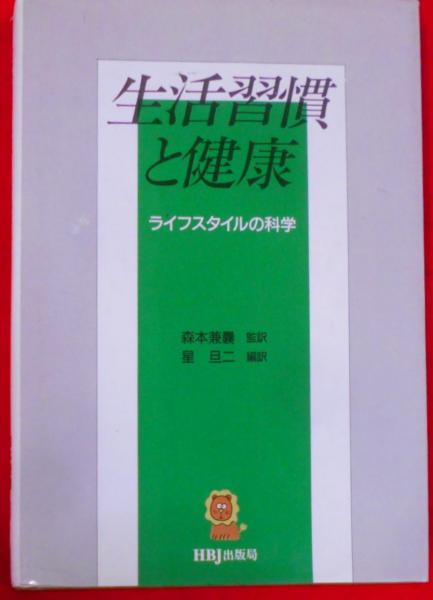 生活習慣
と健康
ライフスタイルの科学
森本兼曩 監訳
星 旦二 編訳
HBJ出版局